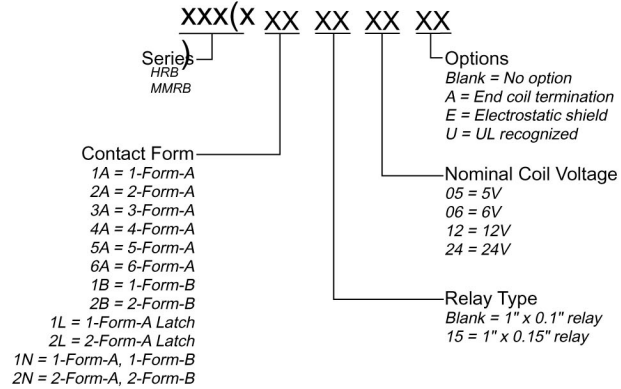 xxx(x) XX XX XX XX
Series
HRB
MMRB
Options
Blank = No option
A = End coil termination
E = Electrostatic shield
U = UL recognized
Contact Form
1A = 1-Form-A
2A = 2-Form-A
3A = 3-Form-A
4A = 4-Form-A
5A = 5-Form-A
6A = 6-Form-A
1B = 1-Form-B
2B = 2-Form-B
1L = 1-Form-A Latch
2L = 2-Form-A Latch
1N = 1-Form-A, 1-Form-B
2N = 2-Form-A, 2-Form-B
Nominal Coil Voltage
05 = 5V
06 = 6V
12 = 12V
24 = 24V
Relay Type
Blank = 1" x 0.1" relay
15 = 1" x 0.15" relay